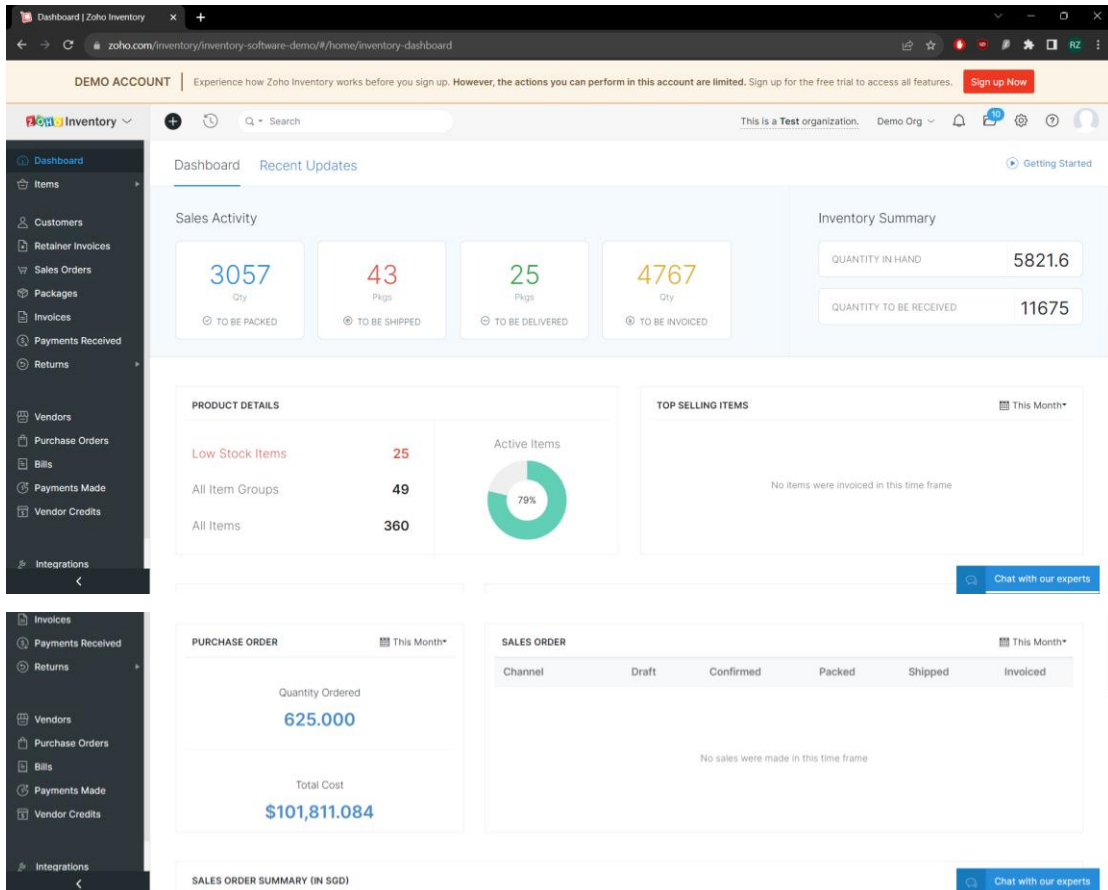 Dashboard | Zoho Inventory
zoho.com/inventory/inventory-software-demo/#/home/inventory-dashboard
RZ
DEMO ACCOUNT
Experience how Zoho Inventory works before you sign up. However, the actions you can perform in this account are limited. Sign up for the free trial to access all features.
Sign up Now
ZOHO Inventory
Search
This is a Test organization.
Demo Org
10
Dashboard
Items
Customers
Retainer Invoices
Sales Orders
Packages
Invoices
Payments Received
Returns
Vendors
Purchase Orders
Bills
Payments Made
Vendor Credits
Integrations
Dashboard
Recent Updates
Getting Started
Sales Activity
3057
Qty
TO BE PACKED
43
Pkgs
TO BE SHIPPED
25
Pkgs
TO BE DELIVERED
4767
Qty
TO BE INVOICED
Inventory Summary
QUANTITY IN HAND 5821.6
QUANTITY TO BE RECEIVED 11675
PRODUCT DETAILS
Low Stock Items 25
All Item Groups 49
All Items 360
Active Items
79%
TOP SELLING ITEMS
This Month
No items were invoiced in this time frame
Chat with our experts
Invoices
Payments Received
Returns
Vendors
Purchase Orders
Bills
Payments Made
Vendor Credits
Integrations
PURCHASE ORDER
This Month
Quantity Ordered
625.000
Total Cost
$101,811.084
SALES ORDER
This Month
Channel Draft Confirmed Packed Shipped Invoiced
No sales were made in this time frame
SALES ORDER SUMMARY (IN SGD)
Chat with our experts